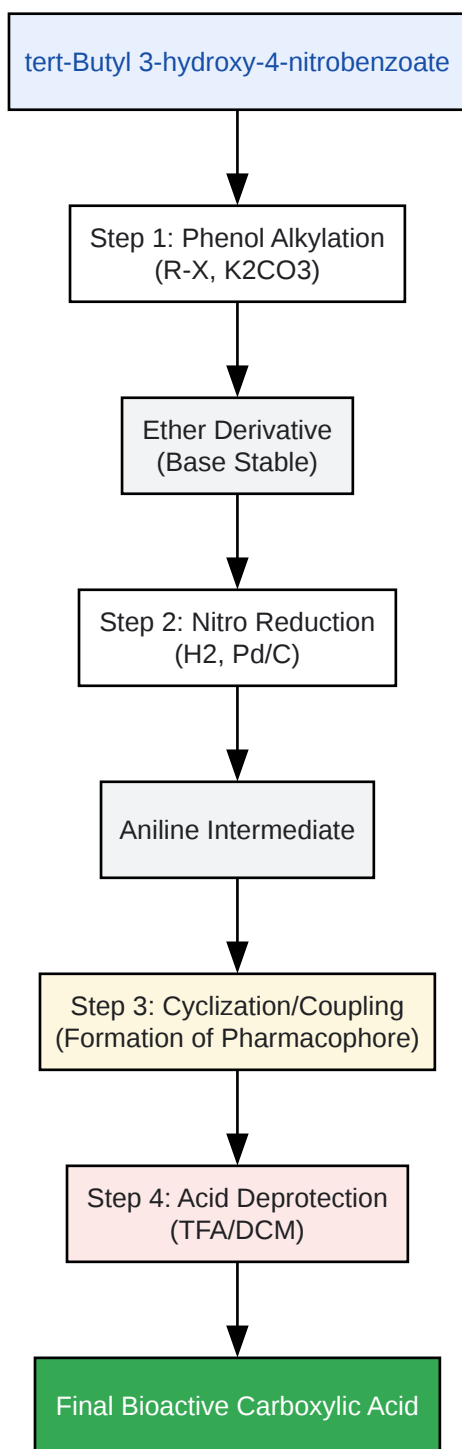 tert-Butyl 3-hydroxy-4-nitrobenzoate
Step 1: Phenol Alkylation
(R-X, K2CO3)
Ether Derivative
(Base Stable)
Step 2: Nitro Reduction
(H2, Pd/C)
Aniline Intermediate
Step 3: Cyclization/Coupling
(Formation of Pharmacophore)
Step 4: Acid Deprotection
(TFA/DCM)
Final Bioactive Carboxylic Acid